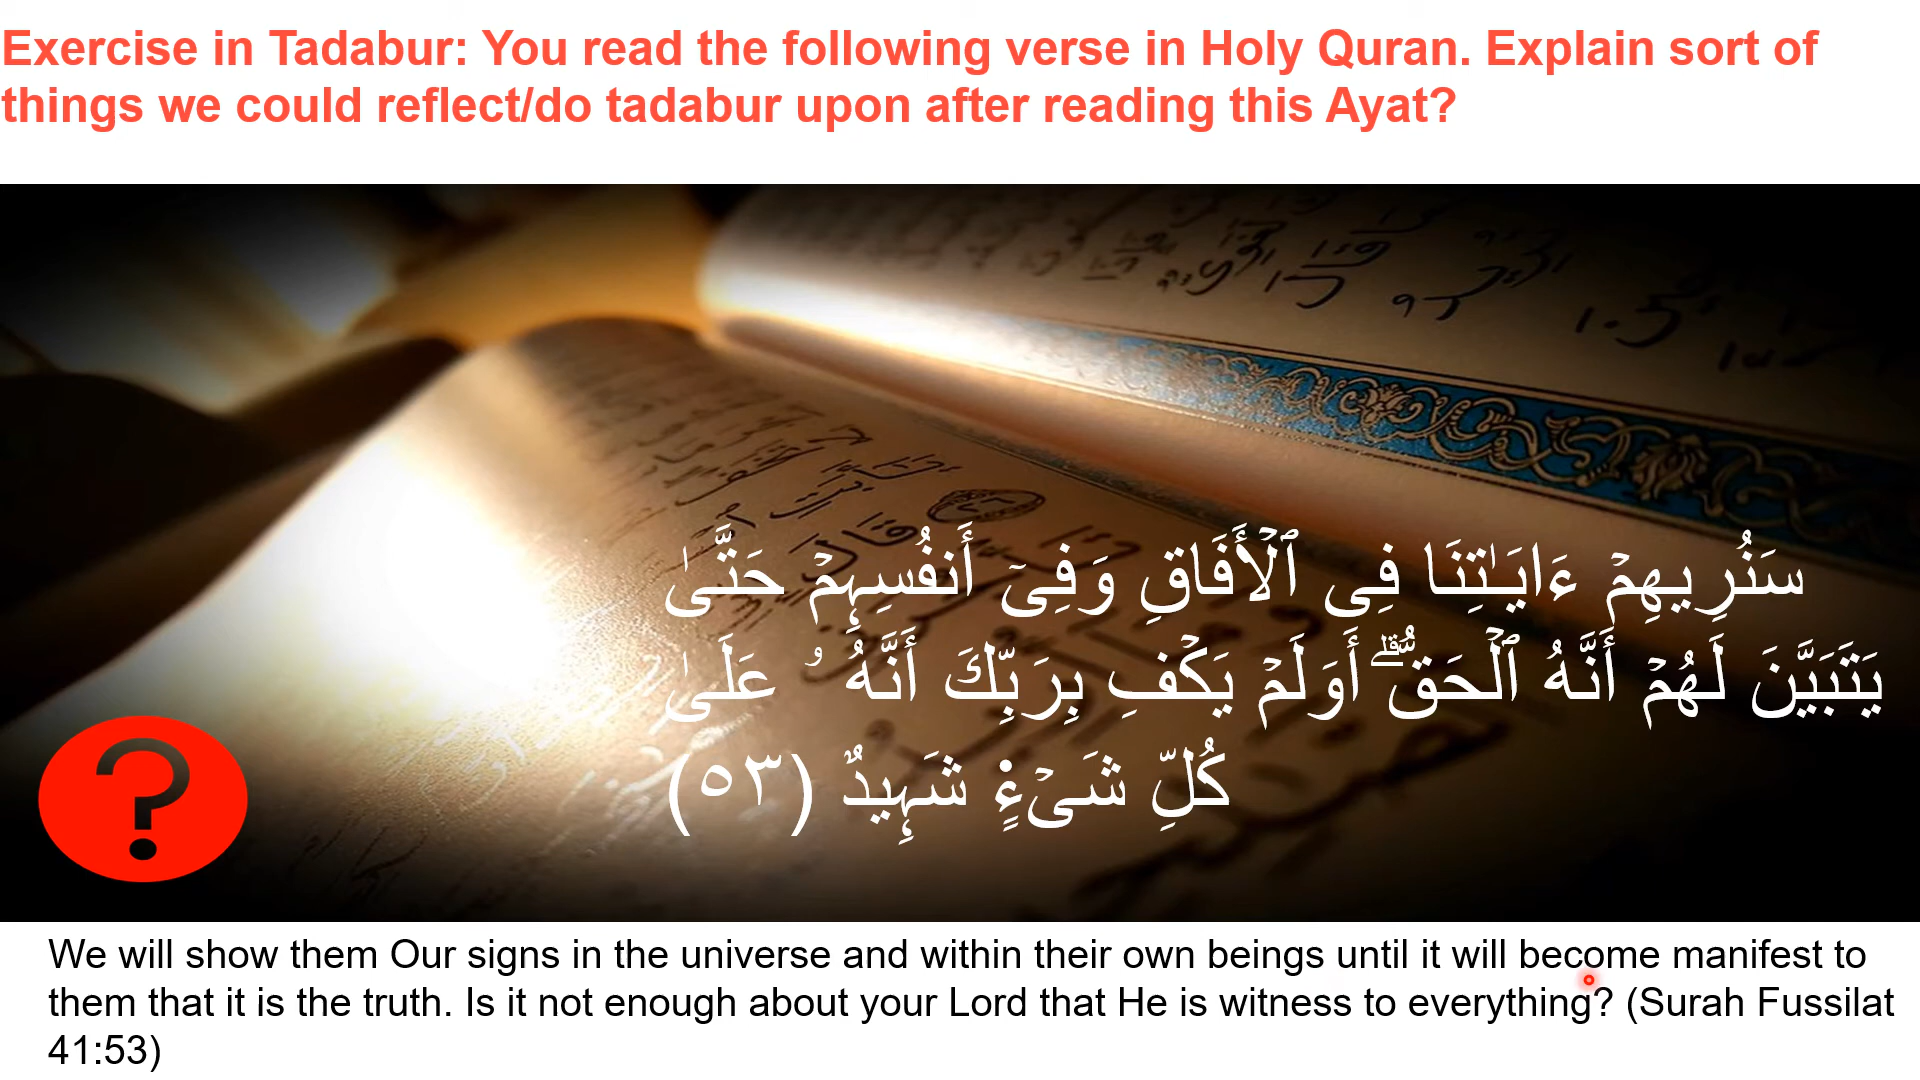 Exercise in Tadabur: You read the following verse in Holy Quran. Explain sort of
things we could reflect/do tadabur upon after reading this Ayat?
سَنُرِيهِمْ ءَايَـٰتِنَا فِى ٱلْأَفَاقِ وَفِىٓ أَنفُسِہِمْ حَتَّىٰ
يَتَبَيَّنَ لَهُمْ أَنَّهُ ٱلْحَقُّ‌ۗ أَوَلَمْ يَكْفِ بِرَبِّكَ أَنَّهُ ۥ عَلَىٰ
كُلِّ شَىْءٍۢ شَہِيدٌ (٥٣)
?
We will show them Our signs in the universe and within their own beings until it will become manifest to
them that it is the truth. Is it not enough about your Lord that He is witness to everything? (Surah Fussilat
41:53)